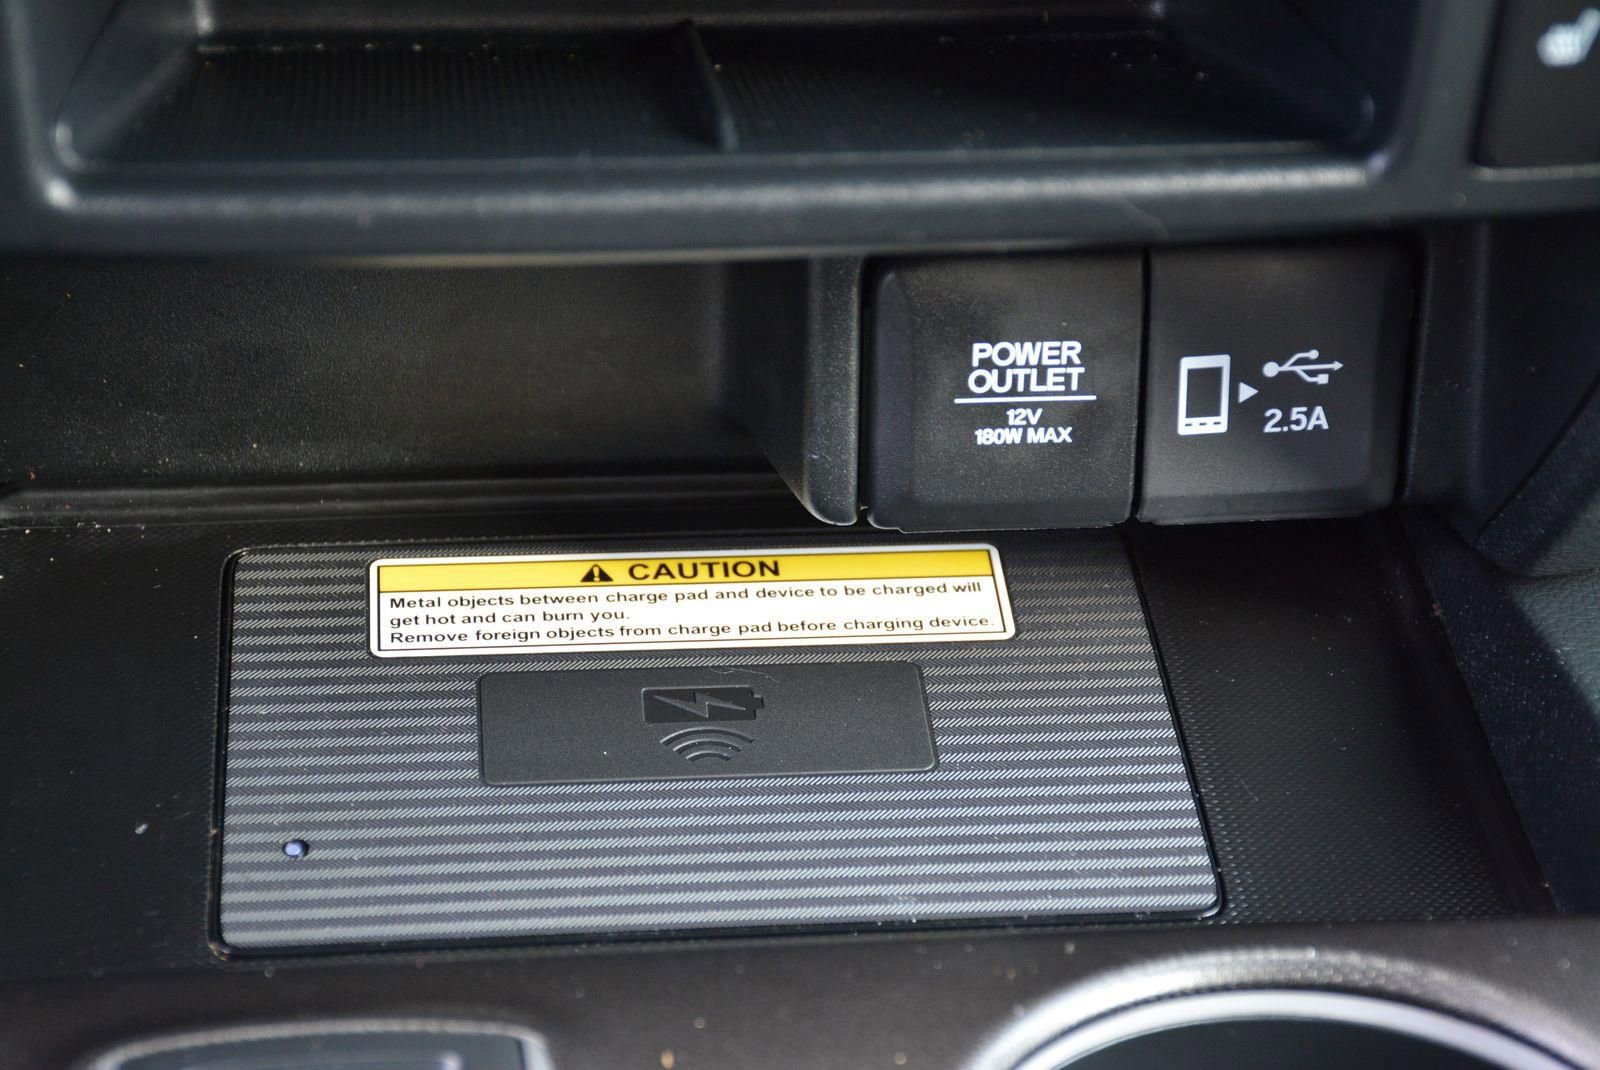 POWER
OUTLET
12V
180W MAX
2.5A
CAUTION
Metal objects between charge pad and device to be charged will
get hot and can burn you.
Remove foreign objects from charge pad before charging device.